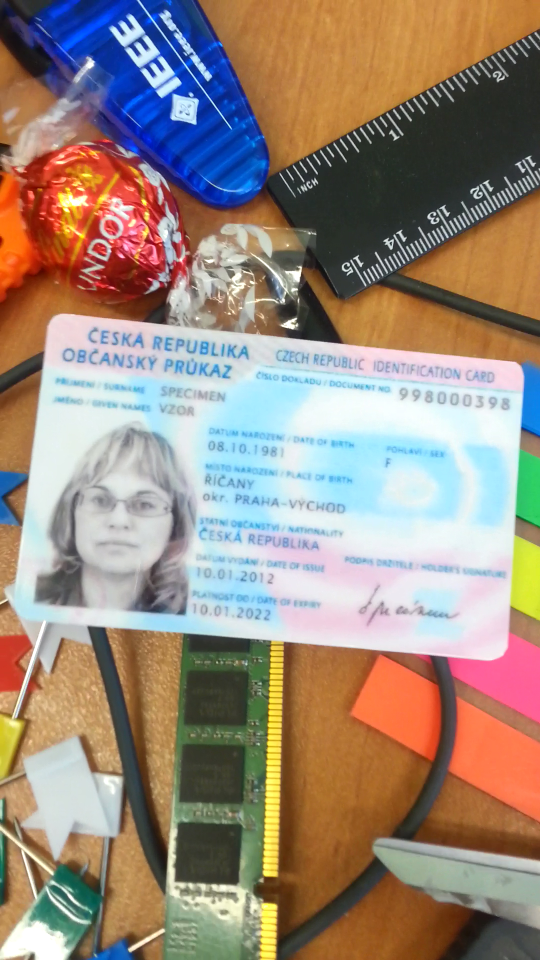 IEEE
LINDOR
INCH
1
2
15 14 13 12 11
ČESKÁ REPUBLIKA
OBČANSKÝ PRŮKAZ
CZECH REPUBLIC IDENTIFICATION CARD
ČÍSLO DOKLADU / DOCUMENT NO. 998000398
PŘÍJMENÍ / SURNAME SPECIMEN
JMÉNO / GIVEN NAMES VZOR
DATUM NAROZENÍ / DATE OF BIRTH
08.10.1981
POHLAVÍ / SEX
F
MÍSTO NAROZENÍ / PLACE OF BIRTH
ŘÍČANY
okr. PRAHA-VÝCHOD
STÁTNÍ OBČANSTVÍ / NATIONALITY
ČESKÁ REPUBLIKA
DATUM VYDÁNÍ / DATE OF ISSUE
10.01.2012
PODPIS DRŽITELE / HOLDER'S SIGNATURE
PLATNOST DO / DATE OF EXPIRY
10.01.2022
Specimen